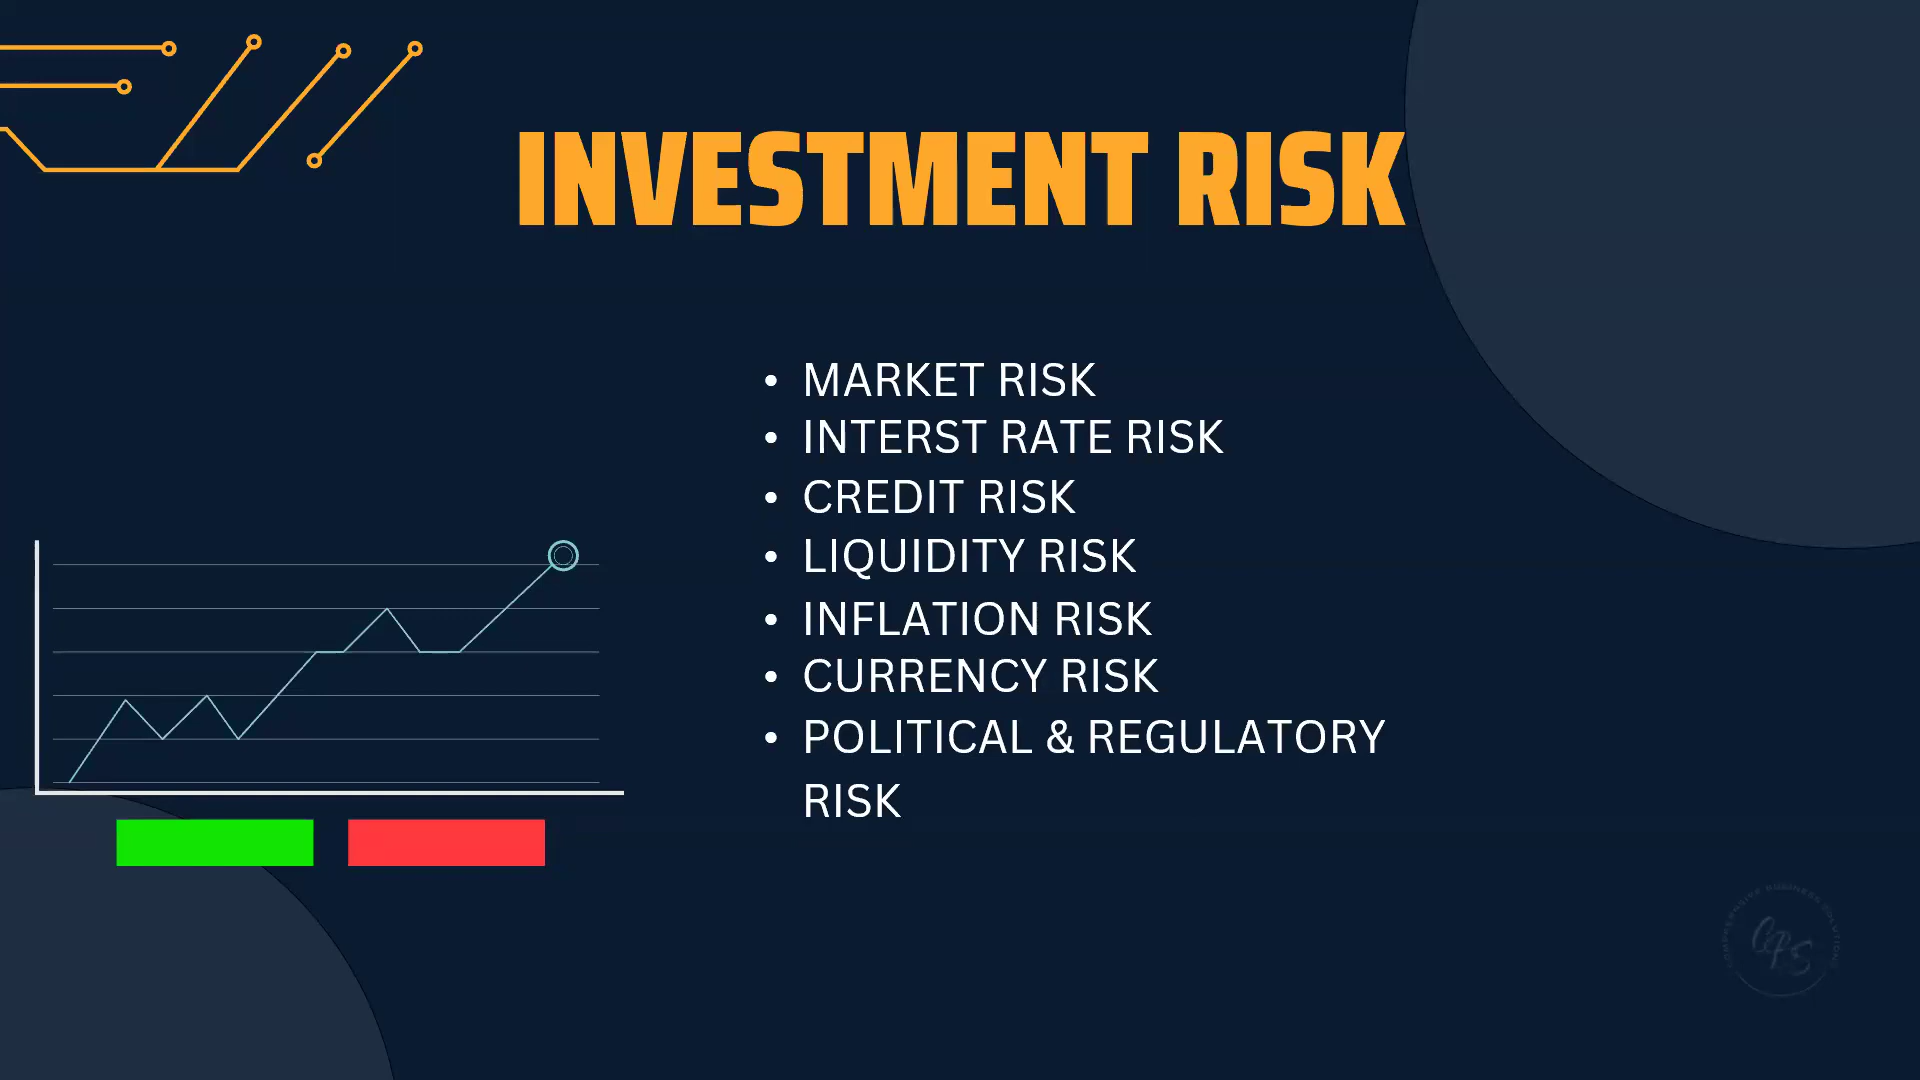 INVESTMENT RISK
• MARKET RISK
• INTERST RATE RISK
• CREDIT RISK
• LIQUIDITY RISK
• INFLATION RISK
• CURRENCY RISK
• POLITICAL & REGULATORY
RISK